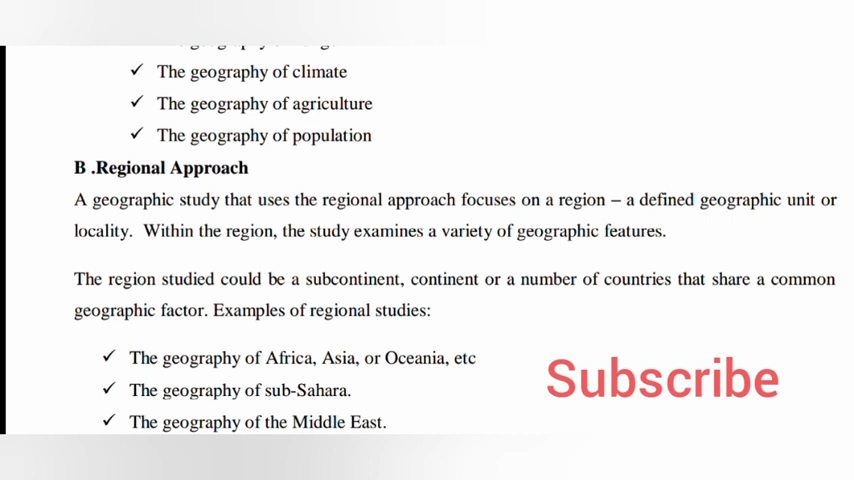 The geography of climate
The geography of agriculture
The geography of population
B .Regional Approach
A geographic study that uses the regional approach focuses on a region – a defined geographic unit or
locality. Within the region, the study examines a variety of geographic features.
The region studied could be a subcontinent, continent or a number of countries that share a common
geographic factor. Examples of regional studies:
The geography of Africa, Asia, or Oceania, etc
The geography of sub-Sahara.
The geography of the Middle East.
Subscribe